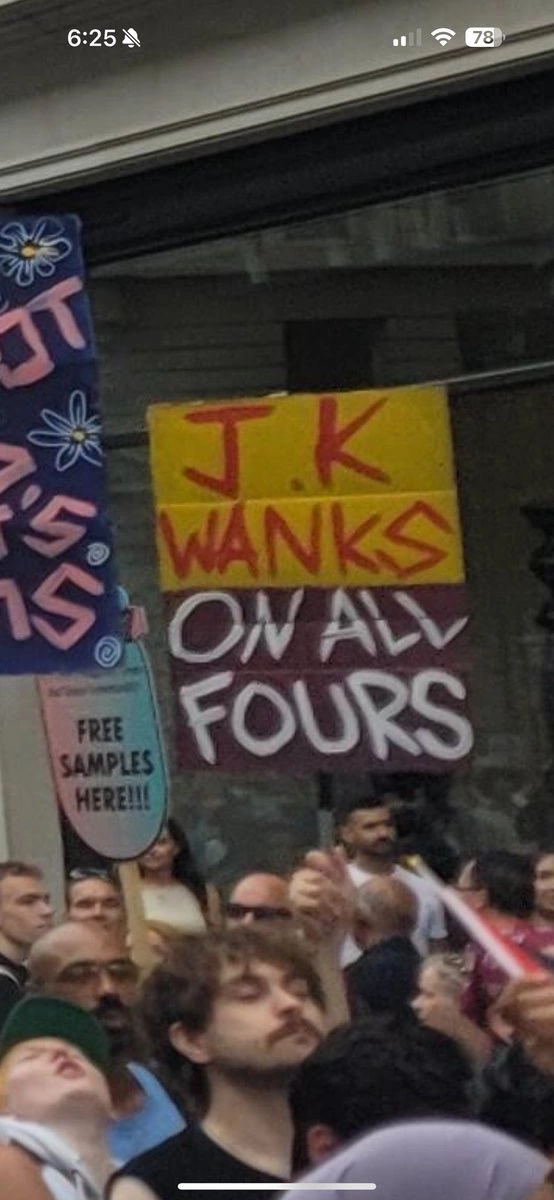 6:25
78
J.K
WANKS
ON ALL
FOURS
FREE
SAMPLES
HERE!!!